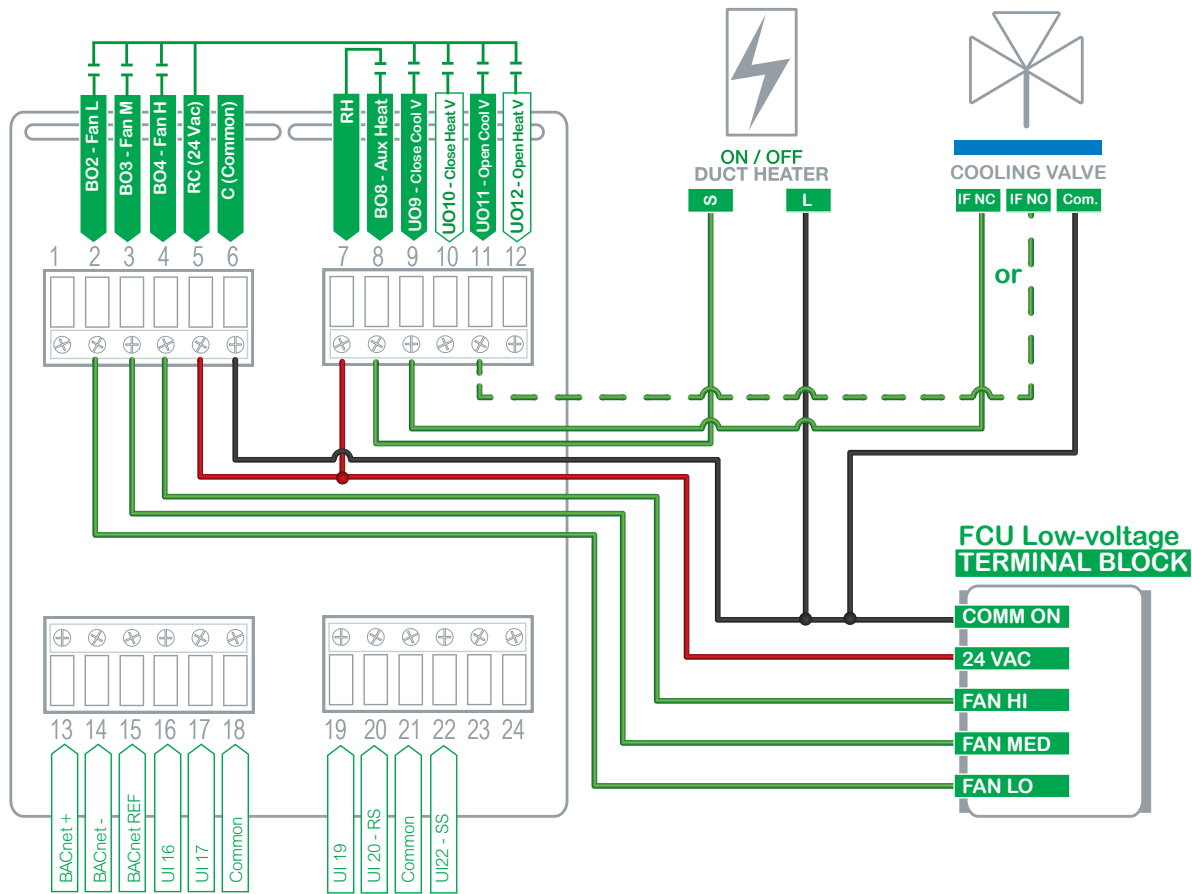 BO2 - Fan L
BO3 - Fan M
BO4 - Fan H
RC (24 Vac)
C (Common)
RH
BO8 - Aux Heat
UO9 - Close Cool V
UO10 - Close Heat V
UO11 - Open Cool V
UO12 - Open Heat V
1 2 3 4 5 6
7 8 9 10 11 12
ON / OFF
DUCT HEATER
S L
COOLING VALVE
IF NC IF NO Com.
or
FCU Low-voltage
TERMINAL BLOCK
COMM ON
24 VAC
FAN HI
FAN MED
FAN LO
13 14 15 16 17 18
19 20 21 22 23 24
BACnet +
BACnet -
BACnet REF
UI 16
UI 17
Common
UI 19
UI 20 - RS
Common
UI22 - SS